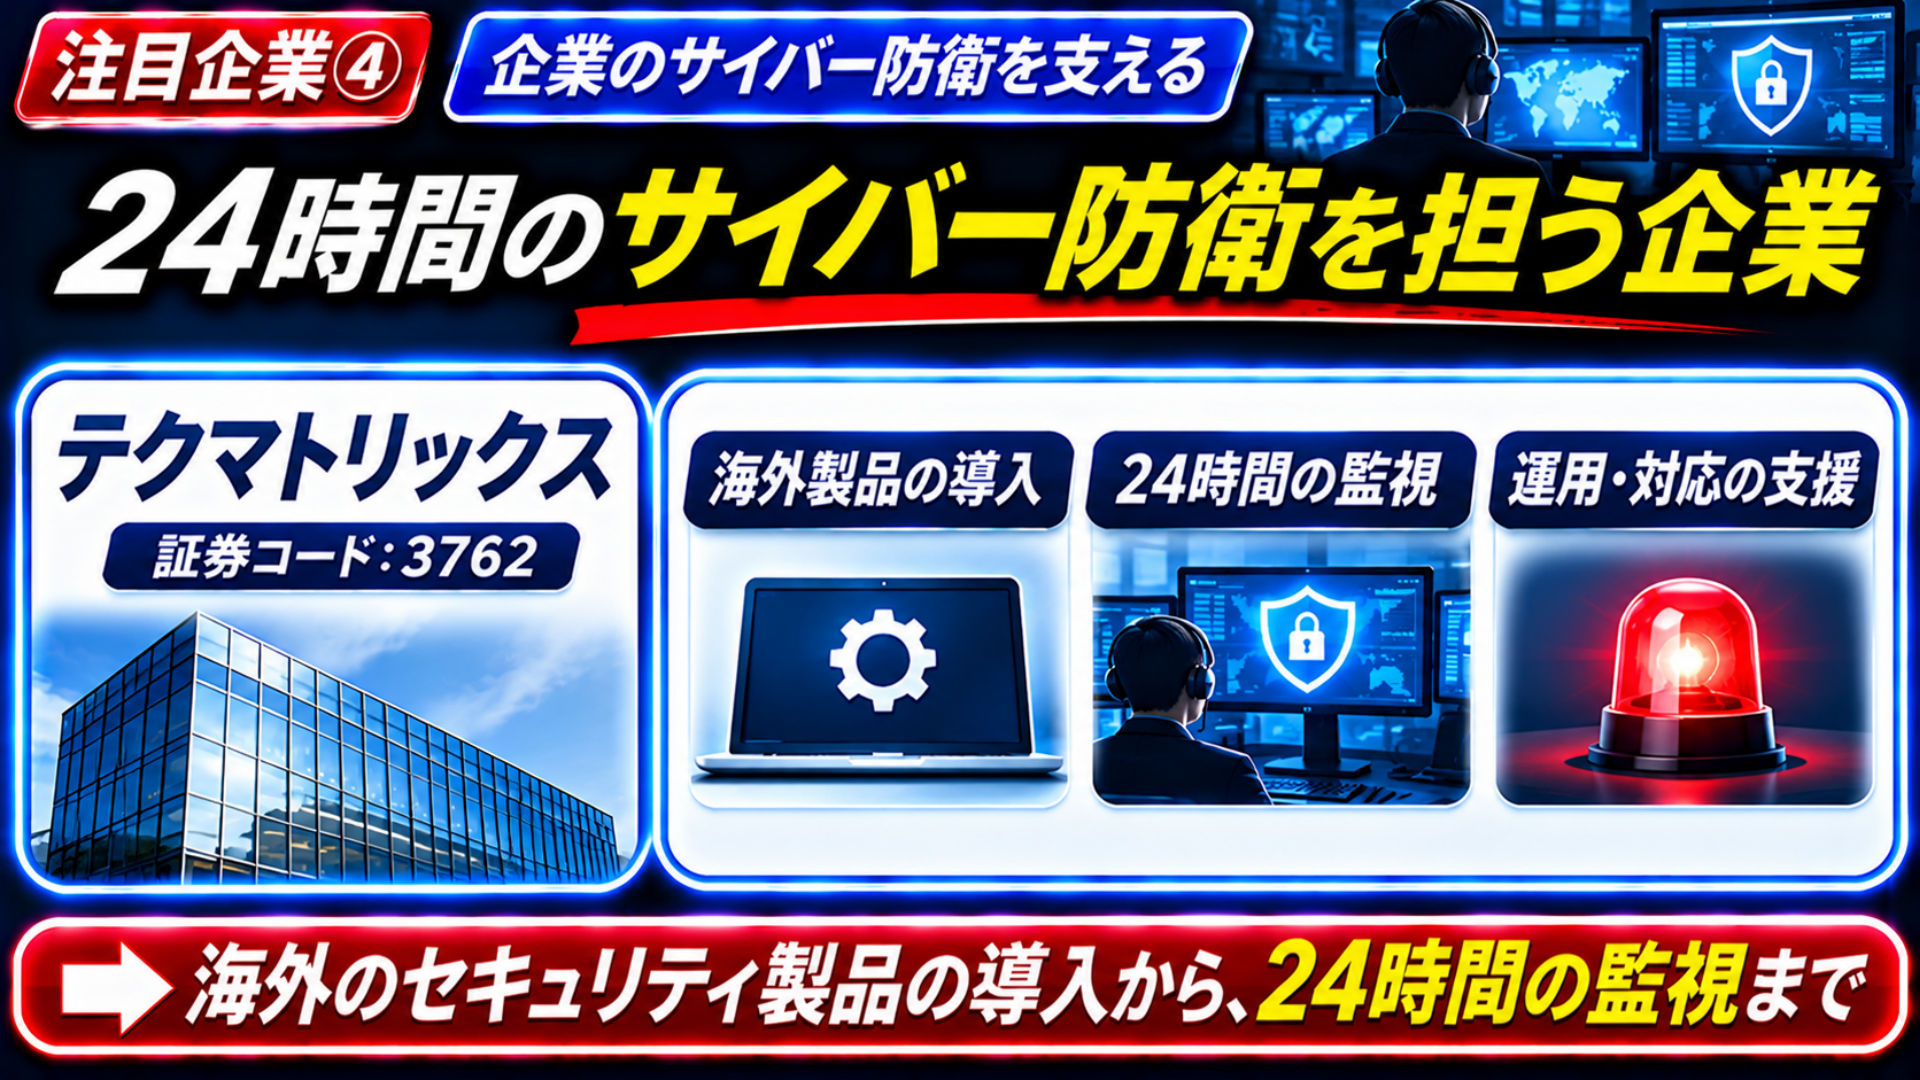 注目企業④
企業のサイバー防衛を支える
24時間のサイバー防衛を担う企業
テクマトリックス
証券コード:3762
海外製品の導入
24時間の監視
運用・対応の支援
海外のセキュリティ製品の導入から、24時間の監視まで